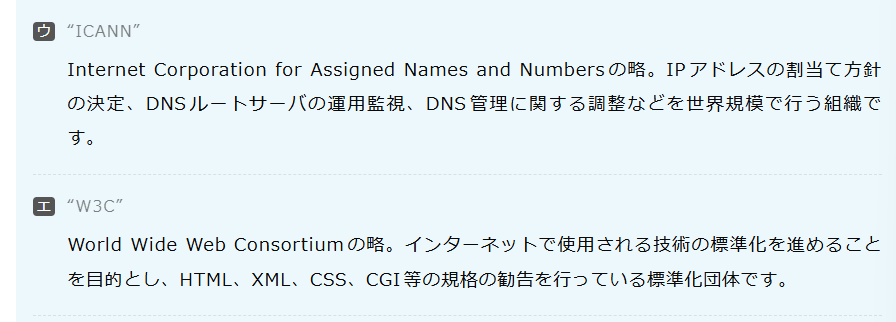 ウ “ICANN”
Internet Corporation for Assigned Names and Numbersの略。IPアドレスの割当て方針
の決定、DNSルートサーバの運用監視、DNS管理に関する調整などを世界規模で行う組織で
す。
エ “W3C”
World Wide Web Consortiumの略。インターネットで使用される技術の標準化を進めること
を目的とし、HTML、XML、CSS、CGI等の規格の勧告を行っている標準化団体です。